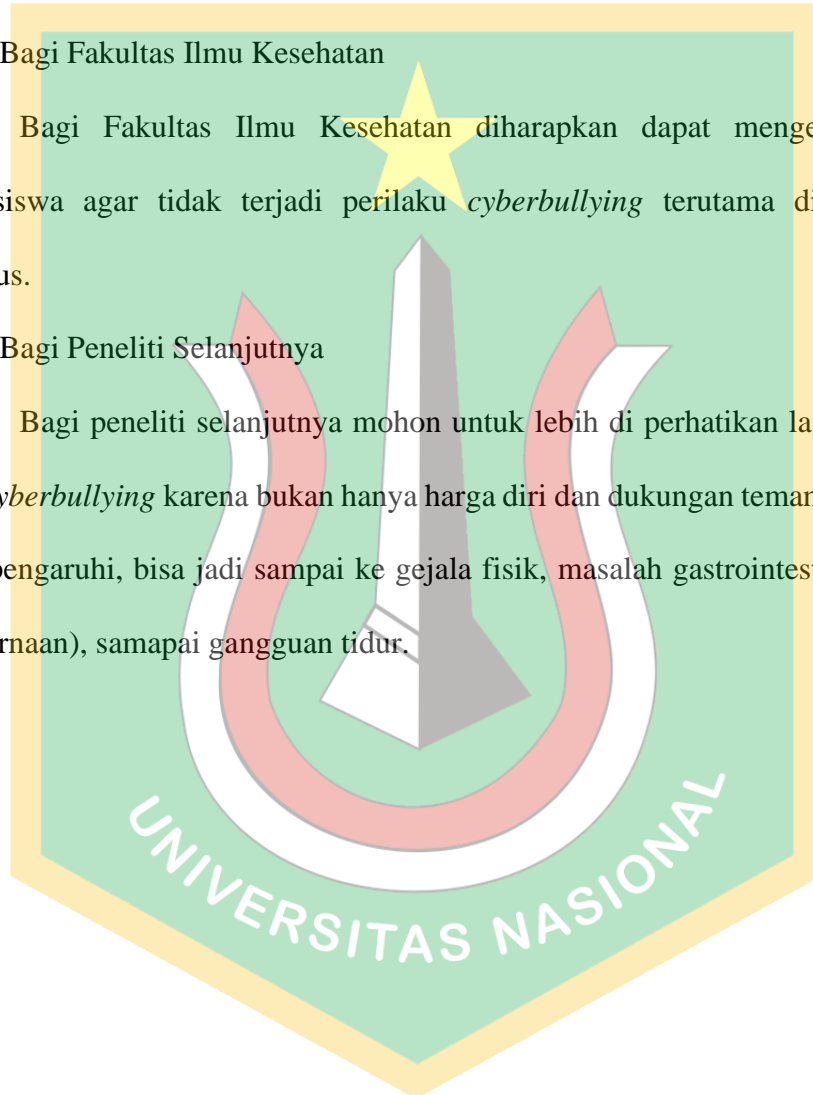 Bagi Fakultas Ilmu Kesehatan
Bagi Fakultas Ilmu Kesehatan diharapkan dapat menge
siswa agar tidak terjadi perilaku cyberbullying terutama di
us.
Bagi Peneliti Selanjutnya
Bagi peneliti selanjutnya mohon untuk lebih di perhatikan la
yberbullying karena bukan hanya harga diri dan dukungan teman
pengaruhi, bisa jadi sampai ke gejala fisik, masalah gastrointest
rnaan), samapai gangguan tidur.
UNIVERSITAS NASIONAL